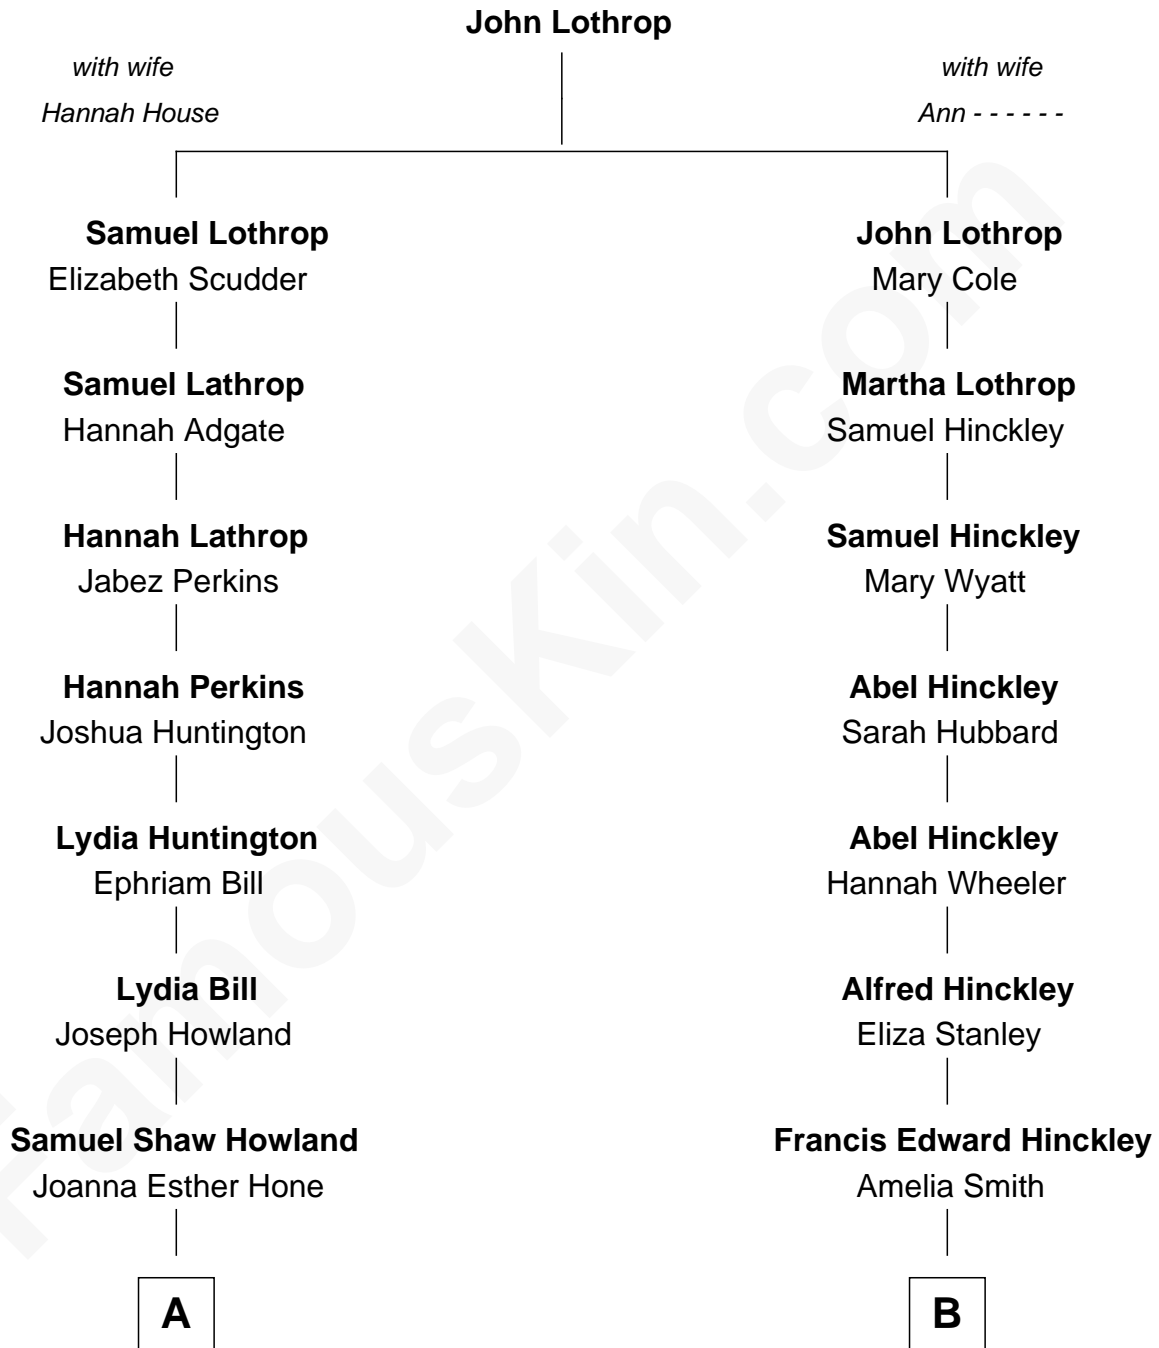 John Lothrop
with wife
Hannah House
with wife
Ann - - - - - -
Samuel Lothrop
Elizabeth Scudder
John Lothrop
Mary Cole
Samuel Lathrop
Hannah Adgate
Martha Lothrop
Samuel Hinckley
Hannah Lathrop
Jabez Perkins
Samuel Hinckley
Mary Wyatt
Hannah Perkins
Joshua Huntington
Abel Hinckley
Sarah Hubbard
Lydia Huntington
Ephriam Bill
Abel Hinckley
Hannah Wheeler
Lydia Bill
Joseph Howland
Alfred Hinckley
Eliza Stanley
Samuel Shaw Howland
Joanna Esther Hone
Francis Edward Hinckley
Amelia Smith
A
B
FamousKin.com